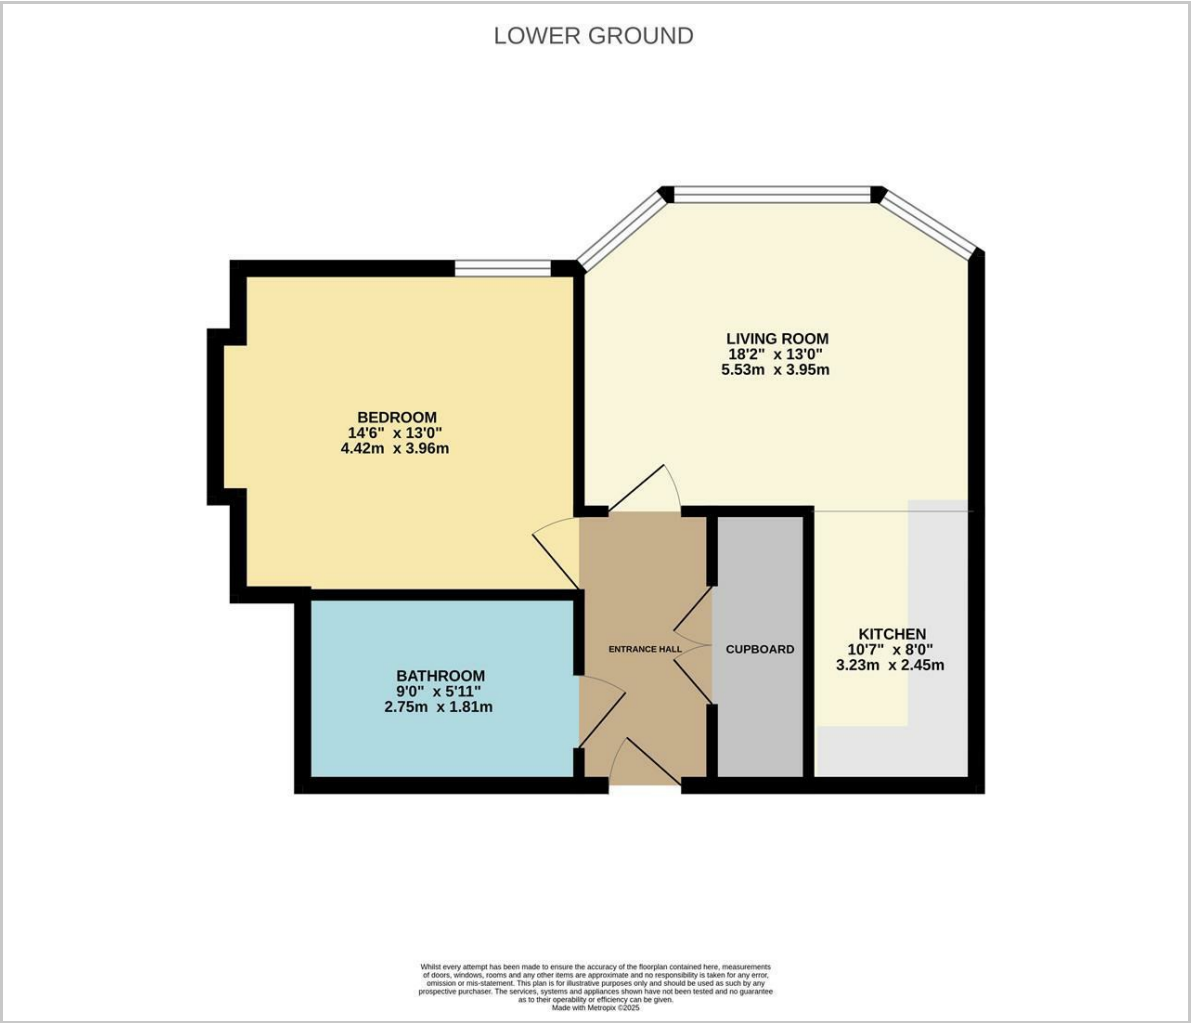 LOWER GROUND
LIVING ROOM
18'2" x 13'0"
5.53m x 3.95m
BEDROOM
14'6" x 13'0"
4.42m x 3.96m
KITCHEN
10'7" x 8'0"
3.23m x 2.45m
ENTRANCE HALL
CUPBOARD
BATHROOM
9'0" x 5'11"
2.75m x 1.81m
Whilst every attempt has been made to ensure the accuracy of the floorplan contained here, measurements
of doors, windows, rooms and any other items are approximate and no responsibility is taken for any error,
omission or mis-statement. This plan is for illustrative purposes only and should be used as such by any
prospective purchaser. The services, systems and appliances shown have not been tested and no guarantee
as to their operability or efficiency can be given.
Made with Metropix ©2025